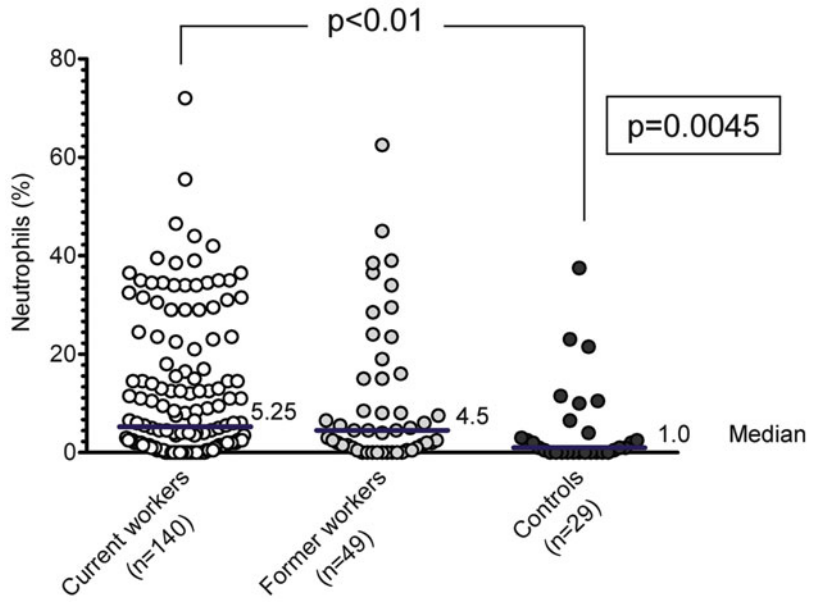 p<0.01
80
p=0.0045
60
Neutrophils (%)
40
20
5.25
4.5
1.0
Median
0
Current workers
(n=140)
Former workers
(n=49)
Controls
(n=29)